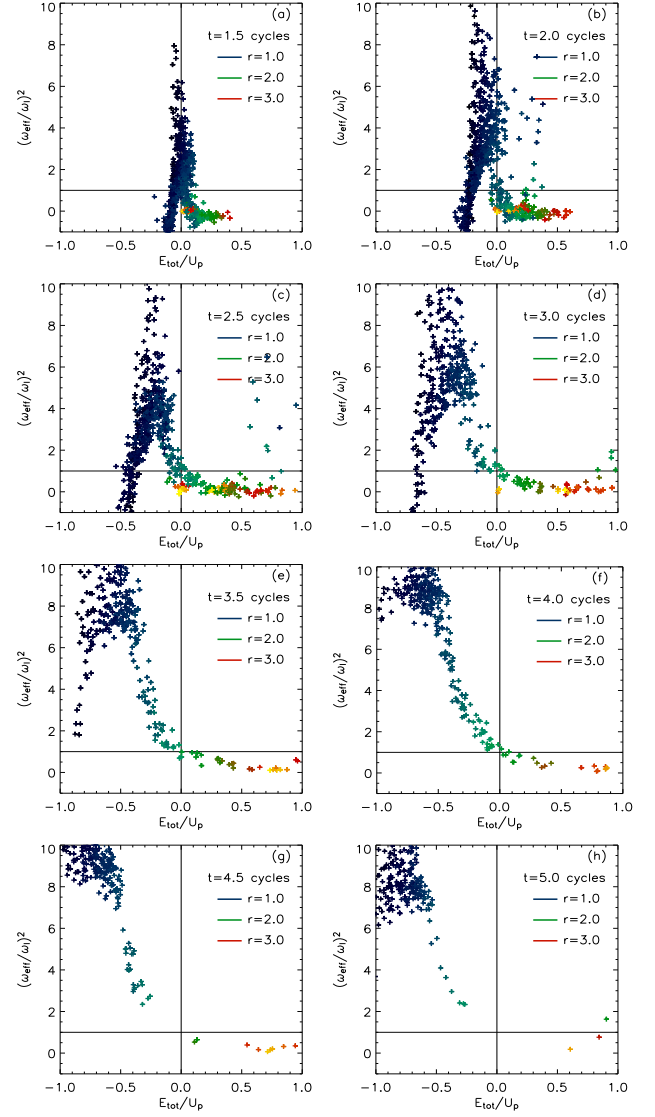 (a)
t=1.5 cycles
r=1.0
r=2.0
r=3.0
10
8
6
4
2
0
(ω_eff/ω_l)²
−1.0 −0.5 0.0 0.5 1.0
E_tot/U_p
(b)
t=2.0 cycles
r=1.0
r=2.0
r=3.0
10
8
6
4
2
0
(ω_eff/ω_l)²
−1.0 −0.5 0.0 0.5 1.0
E_tot/U_p
(c)
t=2.5 cycles
r=1.0
r=2.0
r=3.0
10
8
6
4
2
0
(ω_eff/ω_l)²
−1.0 −0.5 0.0 0.5 1.0
E_tot/U_p
(d)
t=3.0 cycles
r=1.0
r=2.0
r=3.0
10
8
6
4
2
0
(ω_eff/ω_l)²
−1.0 −0.5 0.0 0.5 1.0
E_tot/U_p
(e)
t=3.5 cycles
r=1.0
r=2.0
r=3.0
10
8
6
4
2
0
(ω_eff/ω_l)²
−1.0 −0.5 0.0 0.5 1.0
E_tot/U_p
(f)
t=4.0 cycles
r=1.0
r=2.0
r=3.0
10
8
6
4
2
0
(ω_eff/ω_l)²
−1.0 −0.5 0.0 0.5 1.0
E_tot/U_p
(g)
t=4.5 cycles
r=1.0
r=2.0
r=3.0
10
8
6
4
2
0
(ω_eff/ω_l)²
−1.0 −0.5 0.0 0.5 1.0
E_tot/U_p
(h)
t=5.0 cycles
r=1.0
r=2.0
r=3.0
10
8
6
4
2
0
(ω_eff/ω_l)²
−1.0 −0.5 0.0 0.5 1.0
E_tot/U_p